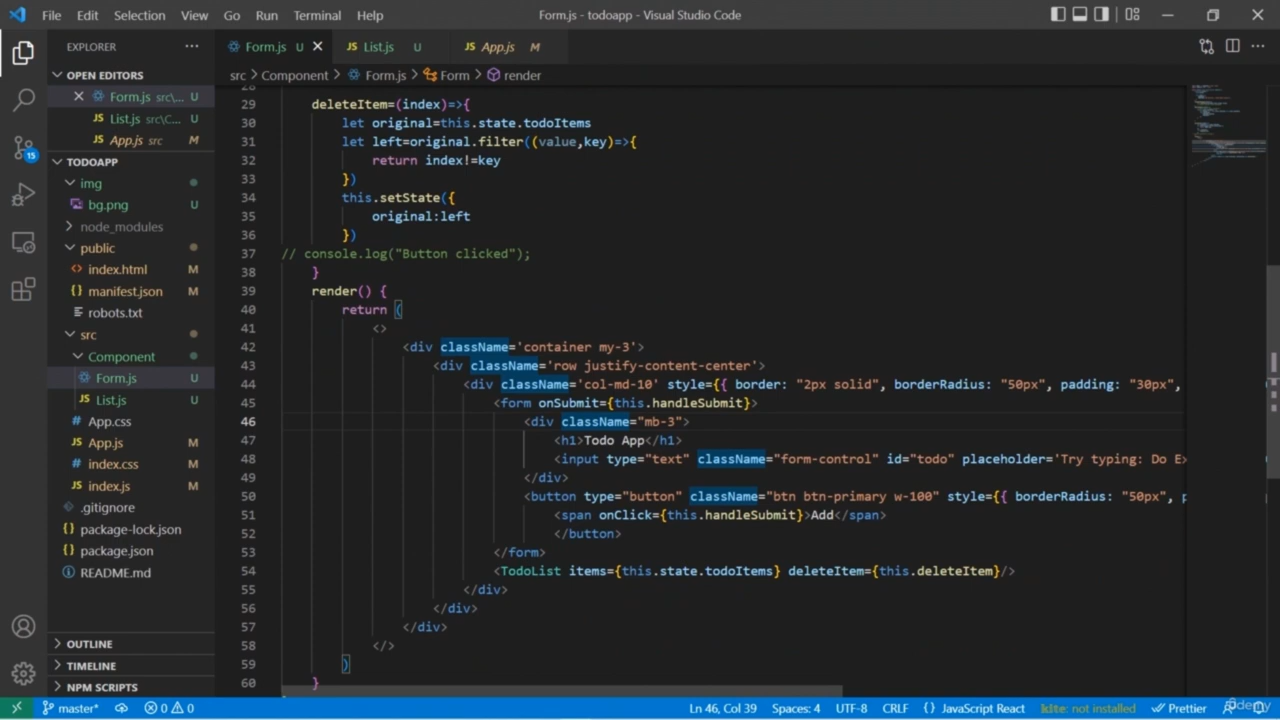 File Edit Selection View Go Run Terminal Help Form.js - todoapp - Visual Studio Code
EXPLORER
OPEN EDITORS
Form.js src\... U
List.js src\C... U
App.js src M
TODOAPP
img
bg.png U
node_modules
public
index.html M
manifest.json M
robots.txt
src
Component
Form.js U
List.js U
App.css
App.js M
index.css M
index.js M
.gitignore
package-lock.json
package.json
README.md
OUTLINE
TIMELINE
NPM SCRIPTS
15
Form.js U List.js U App.js M
src > Component > Form.js > Form > render
28
29 deleteItem=(index)=>{
30 let original=this.state.todoItems
31 let left=original.filter((value,key)=>{
32 return index!=key
33 })
34 this.setState({
35 original:left
36 })
37 // console.log("Button clicked");
38 }
39 render() {
40 return (
41 <>
42 <div className='container my-3'>
43 <div className='row justify-content-center'>
44 <div className='col-md-10' style={{ border: "2px solid", borderRadius: "50px", padding: "30px",
45 <form onSubmit={this.handleSubmit}>
46 <div className="mb-3">
47 <h1>Todo App</h1>
48 <input type="text" className="form-control" id="todo" placeholder='Try typing: Do Ex
49 </div>
50 <button type="button" className="btn btn-primary w-100" style={{ borderRadius: "50px", p
51 <span onClick={this.handleSubmit}>Add</span>
52 </button>
53 </form>
54 <TodoList items={this.state.todoItems} deleteItem={this.deleteItem}/>
55 </div>
56 </div>
57 </div>
58 </>
59 )
60 }
master* 0 0 Ln 46, Col 39 Spaces: 4 UTF-8 CRLF {} JavaScript React kite: not installed Prettier
Udemy